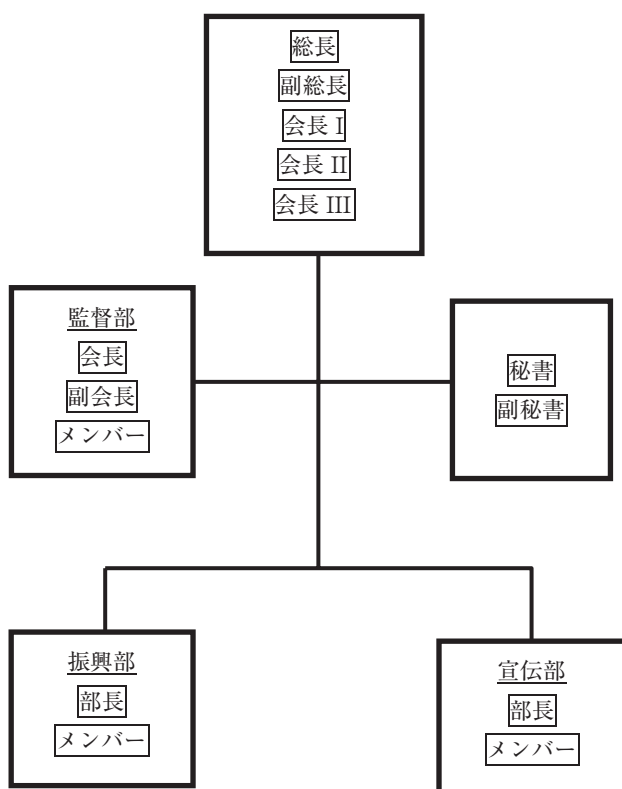 総長
副総長
会長 I
会長 II
会長 III
監督部
会長
副会長
メンバー
秘書
副秘書
振興部
部長
メンバー
宣伝部
部長
メンバー